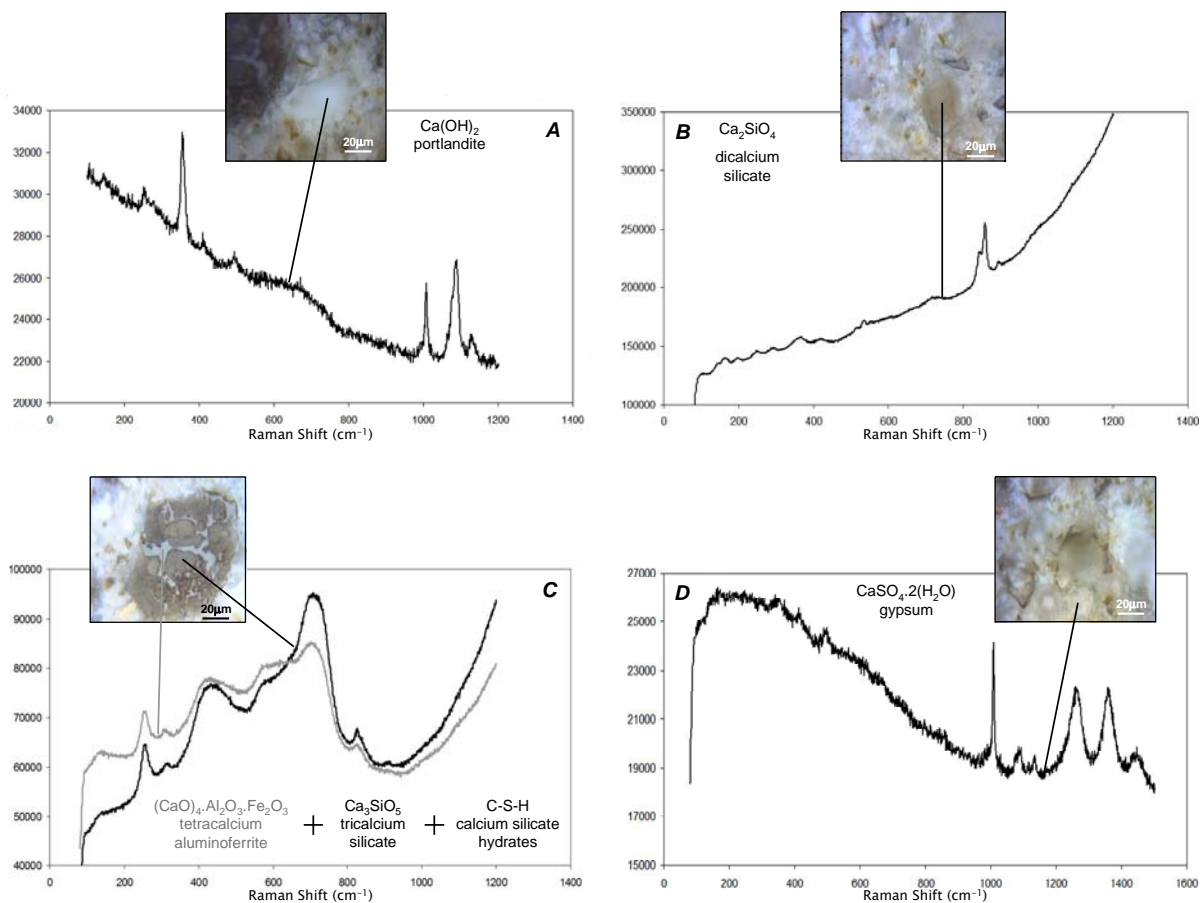 20µm
A
Ca(OH)₂
portlandite
34000
32000
30000
28000
26000
24000
22000
20000
0 200 400 600 800 1000 1200 1400
Raman Shift (cm⁻¹)
20µm
B
Ca₂SiO₄
dicalcium
silicate
350000
300000
250000
200000
150000
100000
0 200 400 600 800 1000 1200 1400
Raman Shift (cm⁻¹)
20µm
C
100000
90000
80000
70000
60000
50000
40000
(CaO)₄.Al₂O₃.Fe₂O₃
tetracalcium
aluminoferrite
+
Ca₃SiO₅
tricalcium
silicate
+
C-S-H
calcium silicate
hydrates
0 200 400 600 800 1000 1200 1400
Raman Shift (cm⁻¹)
20µm
D
CaSO₄.2(H₂O)
gypsum
27000
25000
23000
21000
19000
17000
15000
0 200 400 600 800 1000 1200 1400 1600
Raman Shift (cm⁻¹)